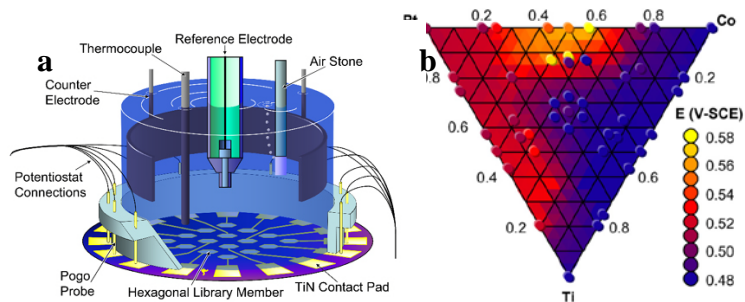 a
Reference Electrode
Thermocouple
Air Stone
Counter
Electrode
Potentiostat
Connections
Pogo
Probe
Hexagonal Library Member
TiN Contact Pad
b
0.2 0.4 0.6 0.8
Co
0.8
0.2
0.6
0.4
0.4
0.6
0.2
0.8
Ti
E (V-SCE)
0.58
0.56
0.54
0.52
0.50
0.48